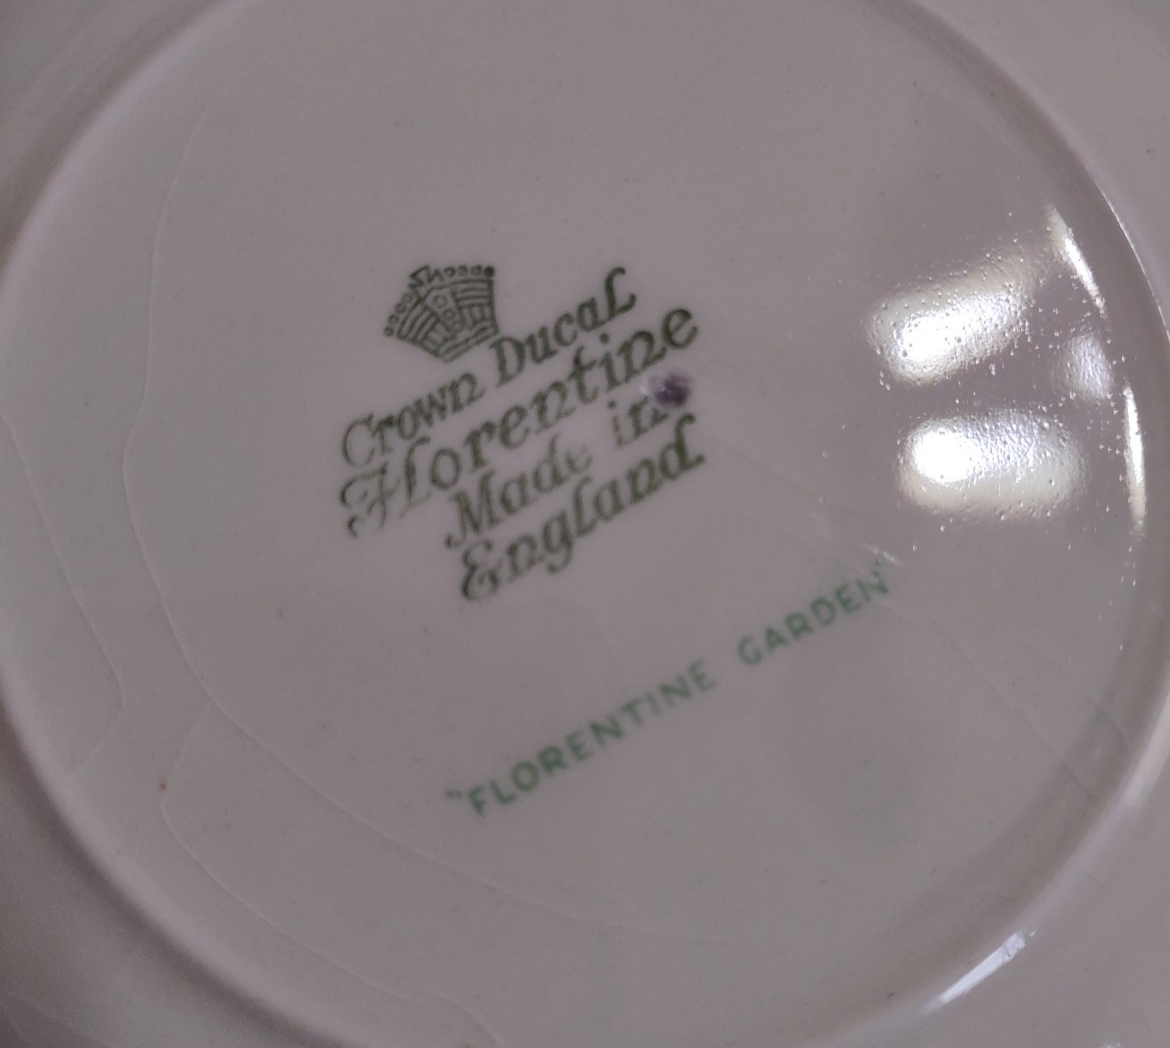 Crown Ducal
Florentine
Made in
England.
"FLORENTINE GARDEN"